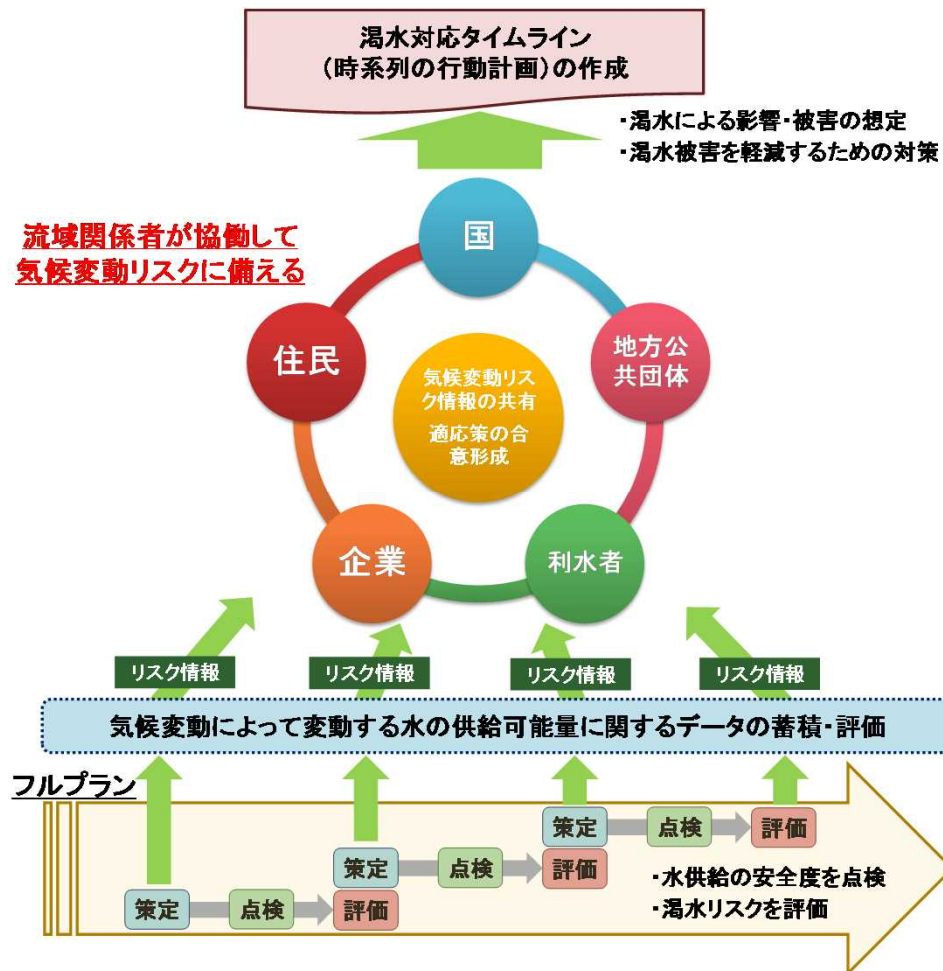 渇水対応タイムライン
（時系列の行動計画）の作成
・渇水による影響・被害の想定
・渇水被害を軽減するための対策
流域関係者が協働して
気候変動リスクに備える
国
住民
地方公
共団体
気候変動リス
ク情報の共有
適応策の合
意形成
企業
利水者
リスク情報
リスク情報
リスク情報
リスク情報
気候変動によって変動する水の供給可能量に関するデータの蓄積・評価
フルプラン
策定 点検 評価
策定 点検 評価
策定 点検 評価
・水供給の安全度を点検
・渇水リスクを評価